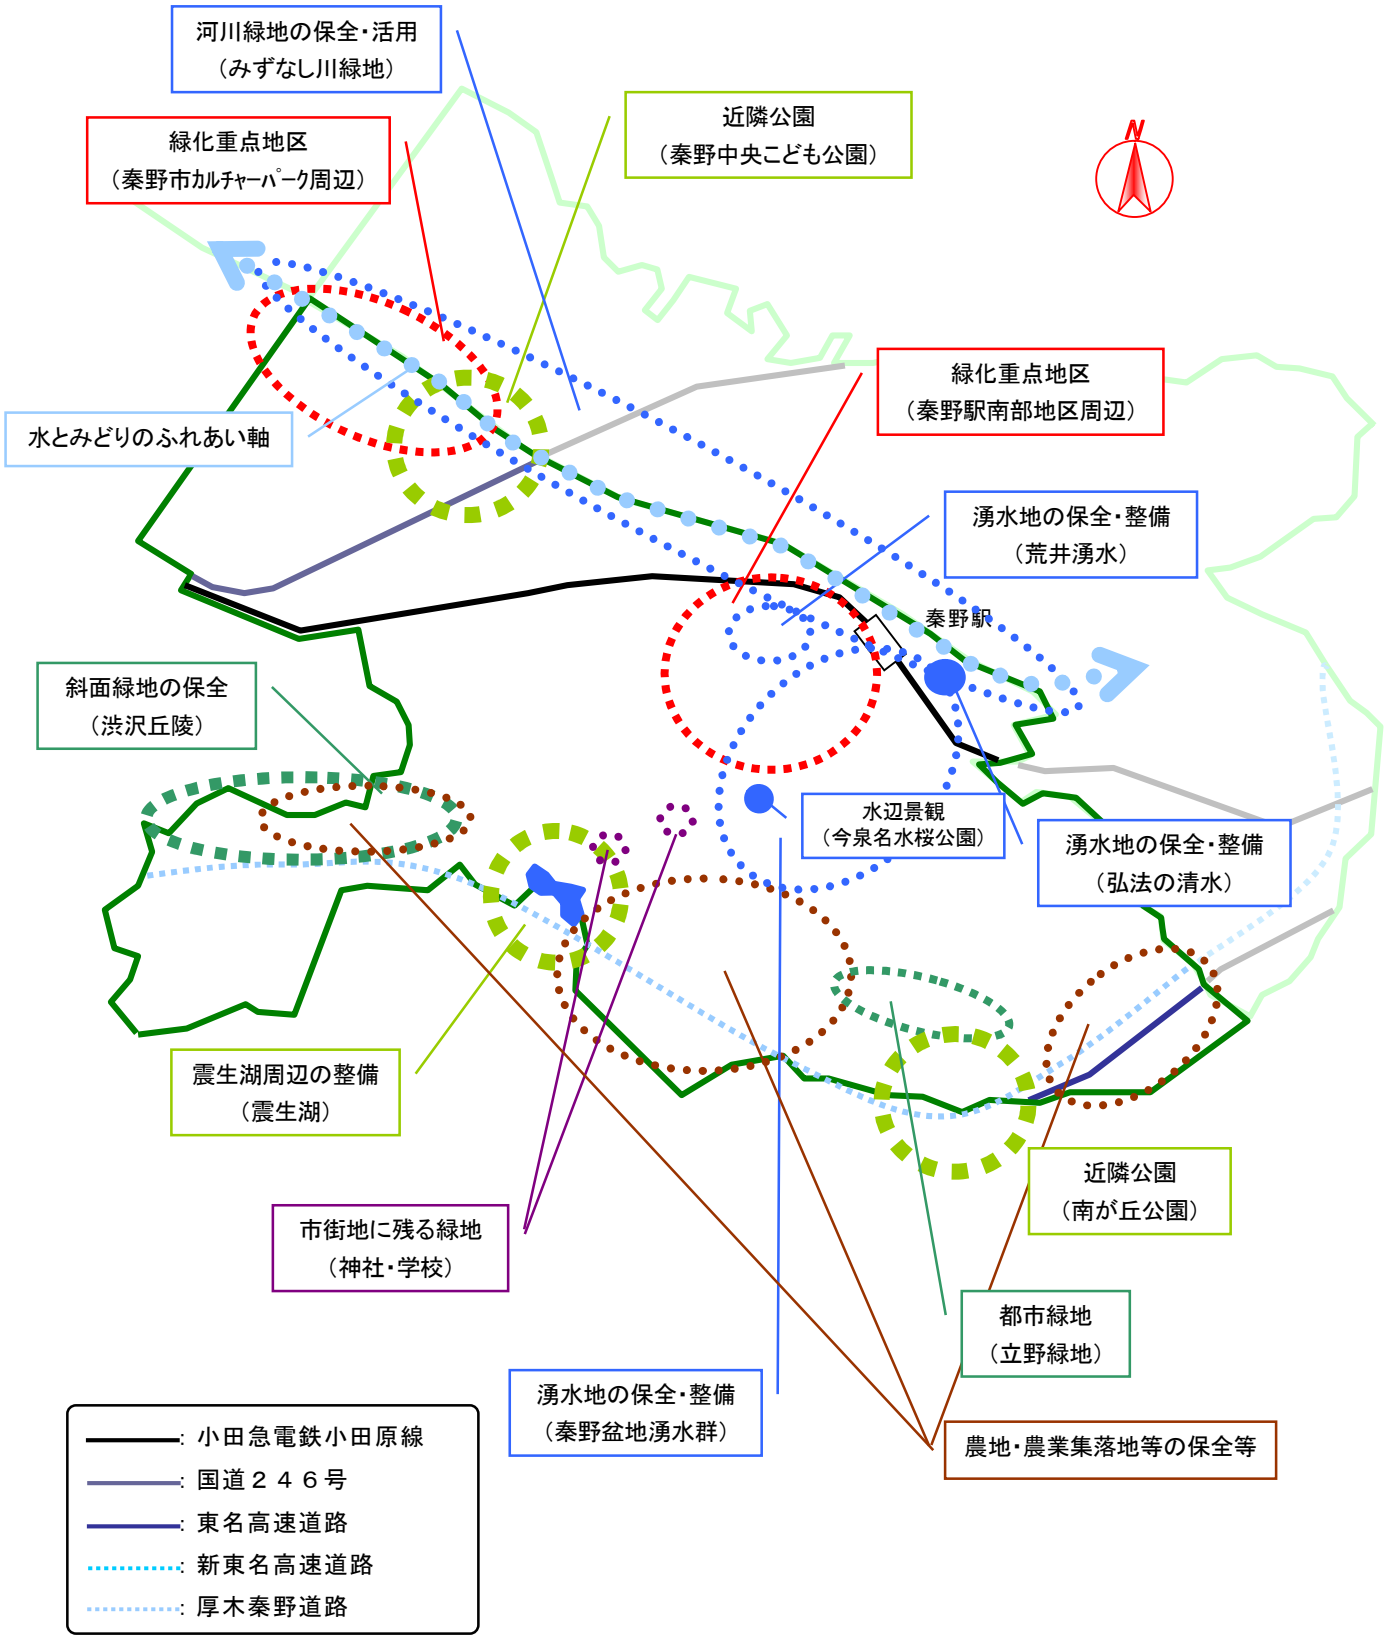 河川緑地の保全・活用
（みずなし川緑地）
近隣公園
（秦野中央こども公園）
緑化重点地区
（秦野市ｶﾙﾁｬｰﾊﾟｰｸ周辺）
N
緑化重点地区
（秦野駅南部地区周辺）
水とみどりのふれあい軸
湧水地の保全・整備
（荒井湧水）
秦野駅
斜面緑地の保全
（渋沢丘陵）
水辺景観
（今泉名水桜公園）
湧水地の保全・整備
（弘法の清水）
震生湖周辺の整備
（震生湖）
近隣公園
（南が丘公園）
市街地に残る緑地
（神社・学校）
都市緑地
（立野緑地）
湧水地の保全・整備
（秦野盆地湧水群）
農地・農業集落地等の保全等
：小田急電鉄小田原線
：国道２４６号
：東名高速道路
：新東名高速道路
：厚木秦野道路